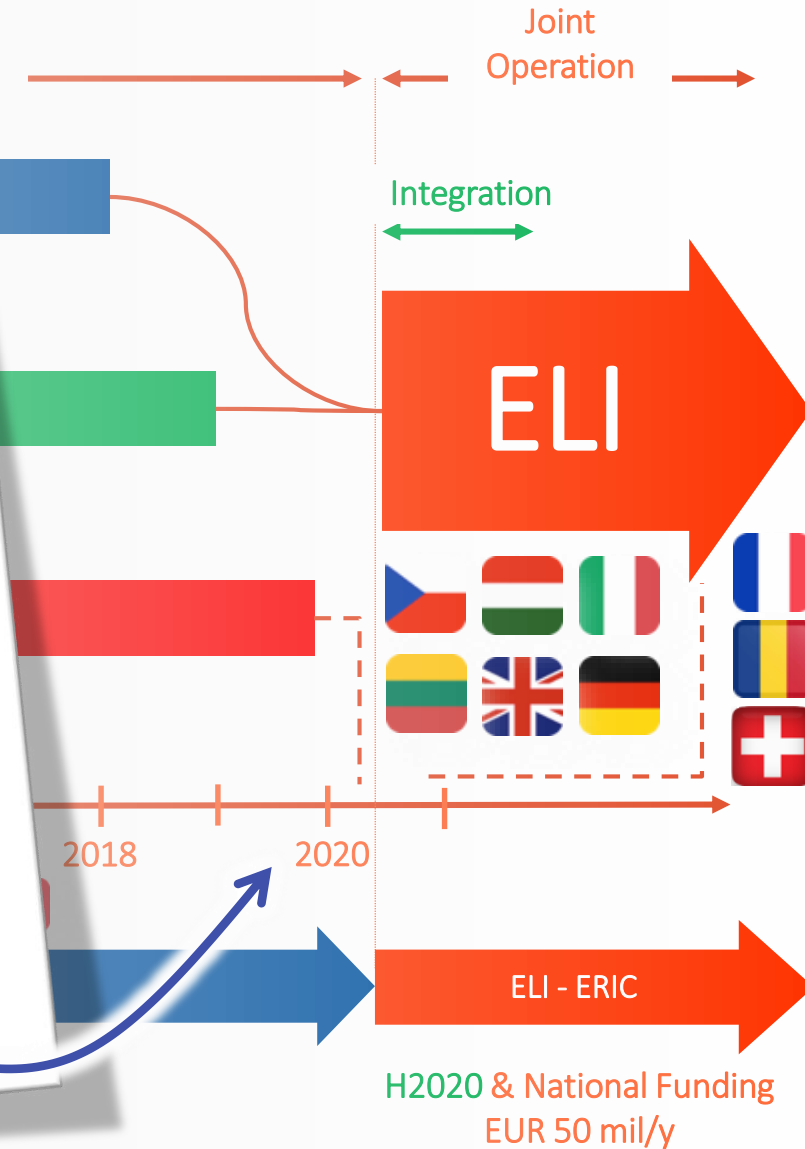 Joint
Operation
Integration
ELI
2018
2020
ELI - ERIC
H2020 & National Funding
EUR 50 mil/y